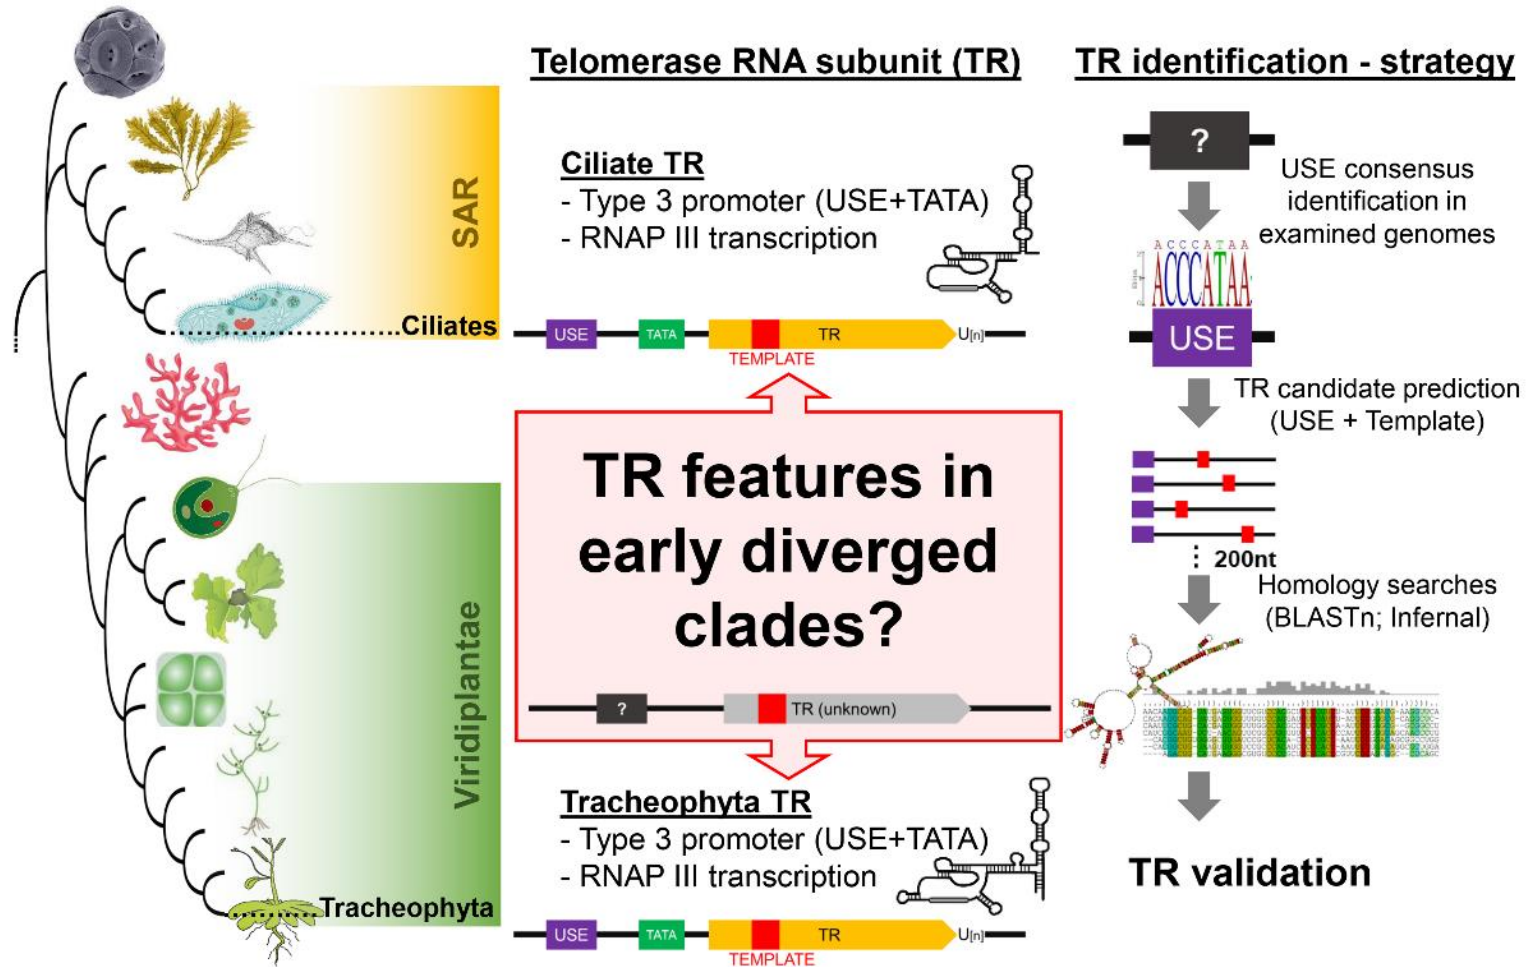 SAR
Ciliates
Viridiplantae
Tracheophyta
Telomerase RNA subunit (TR)
Ciliate TR
- Type 3 promoter (USE+TATA)
- RNAP III transcription
USE
TATA
TR
U[n]
TEMPLATE
TR features in
early diverged
clades?
?
TR (unknown)
Tracheophyta TR
- Type 3 promoter (USE+TATA)
- RNAP III transcription
USE
TATA
TR
U[n]
TEMPLATE
TR identification - strategy
?
USE consensus
identification in
examined genomes
A C C C A T A A
ACCCATAA
USE
TR candidate prediction
(USE + Template)
200nt
Homology searches
(BLASTn; Infernal)
TR validation